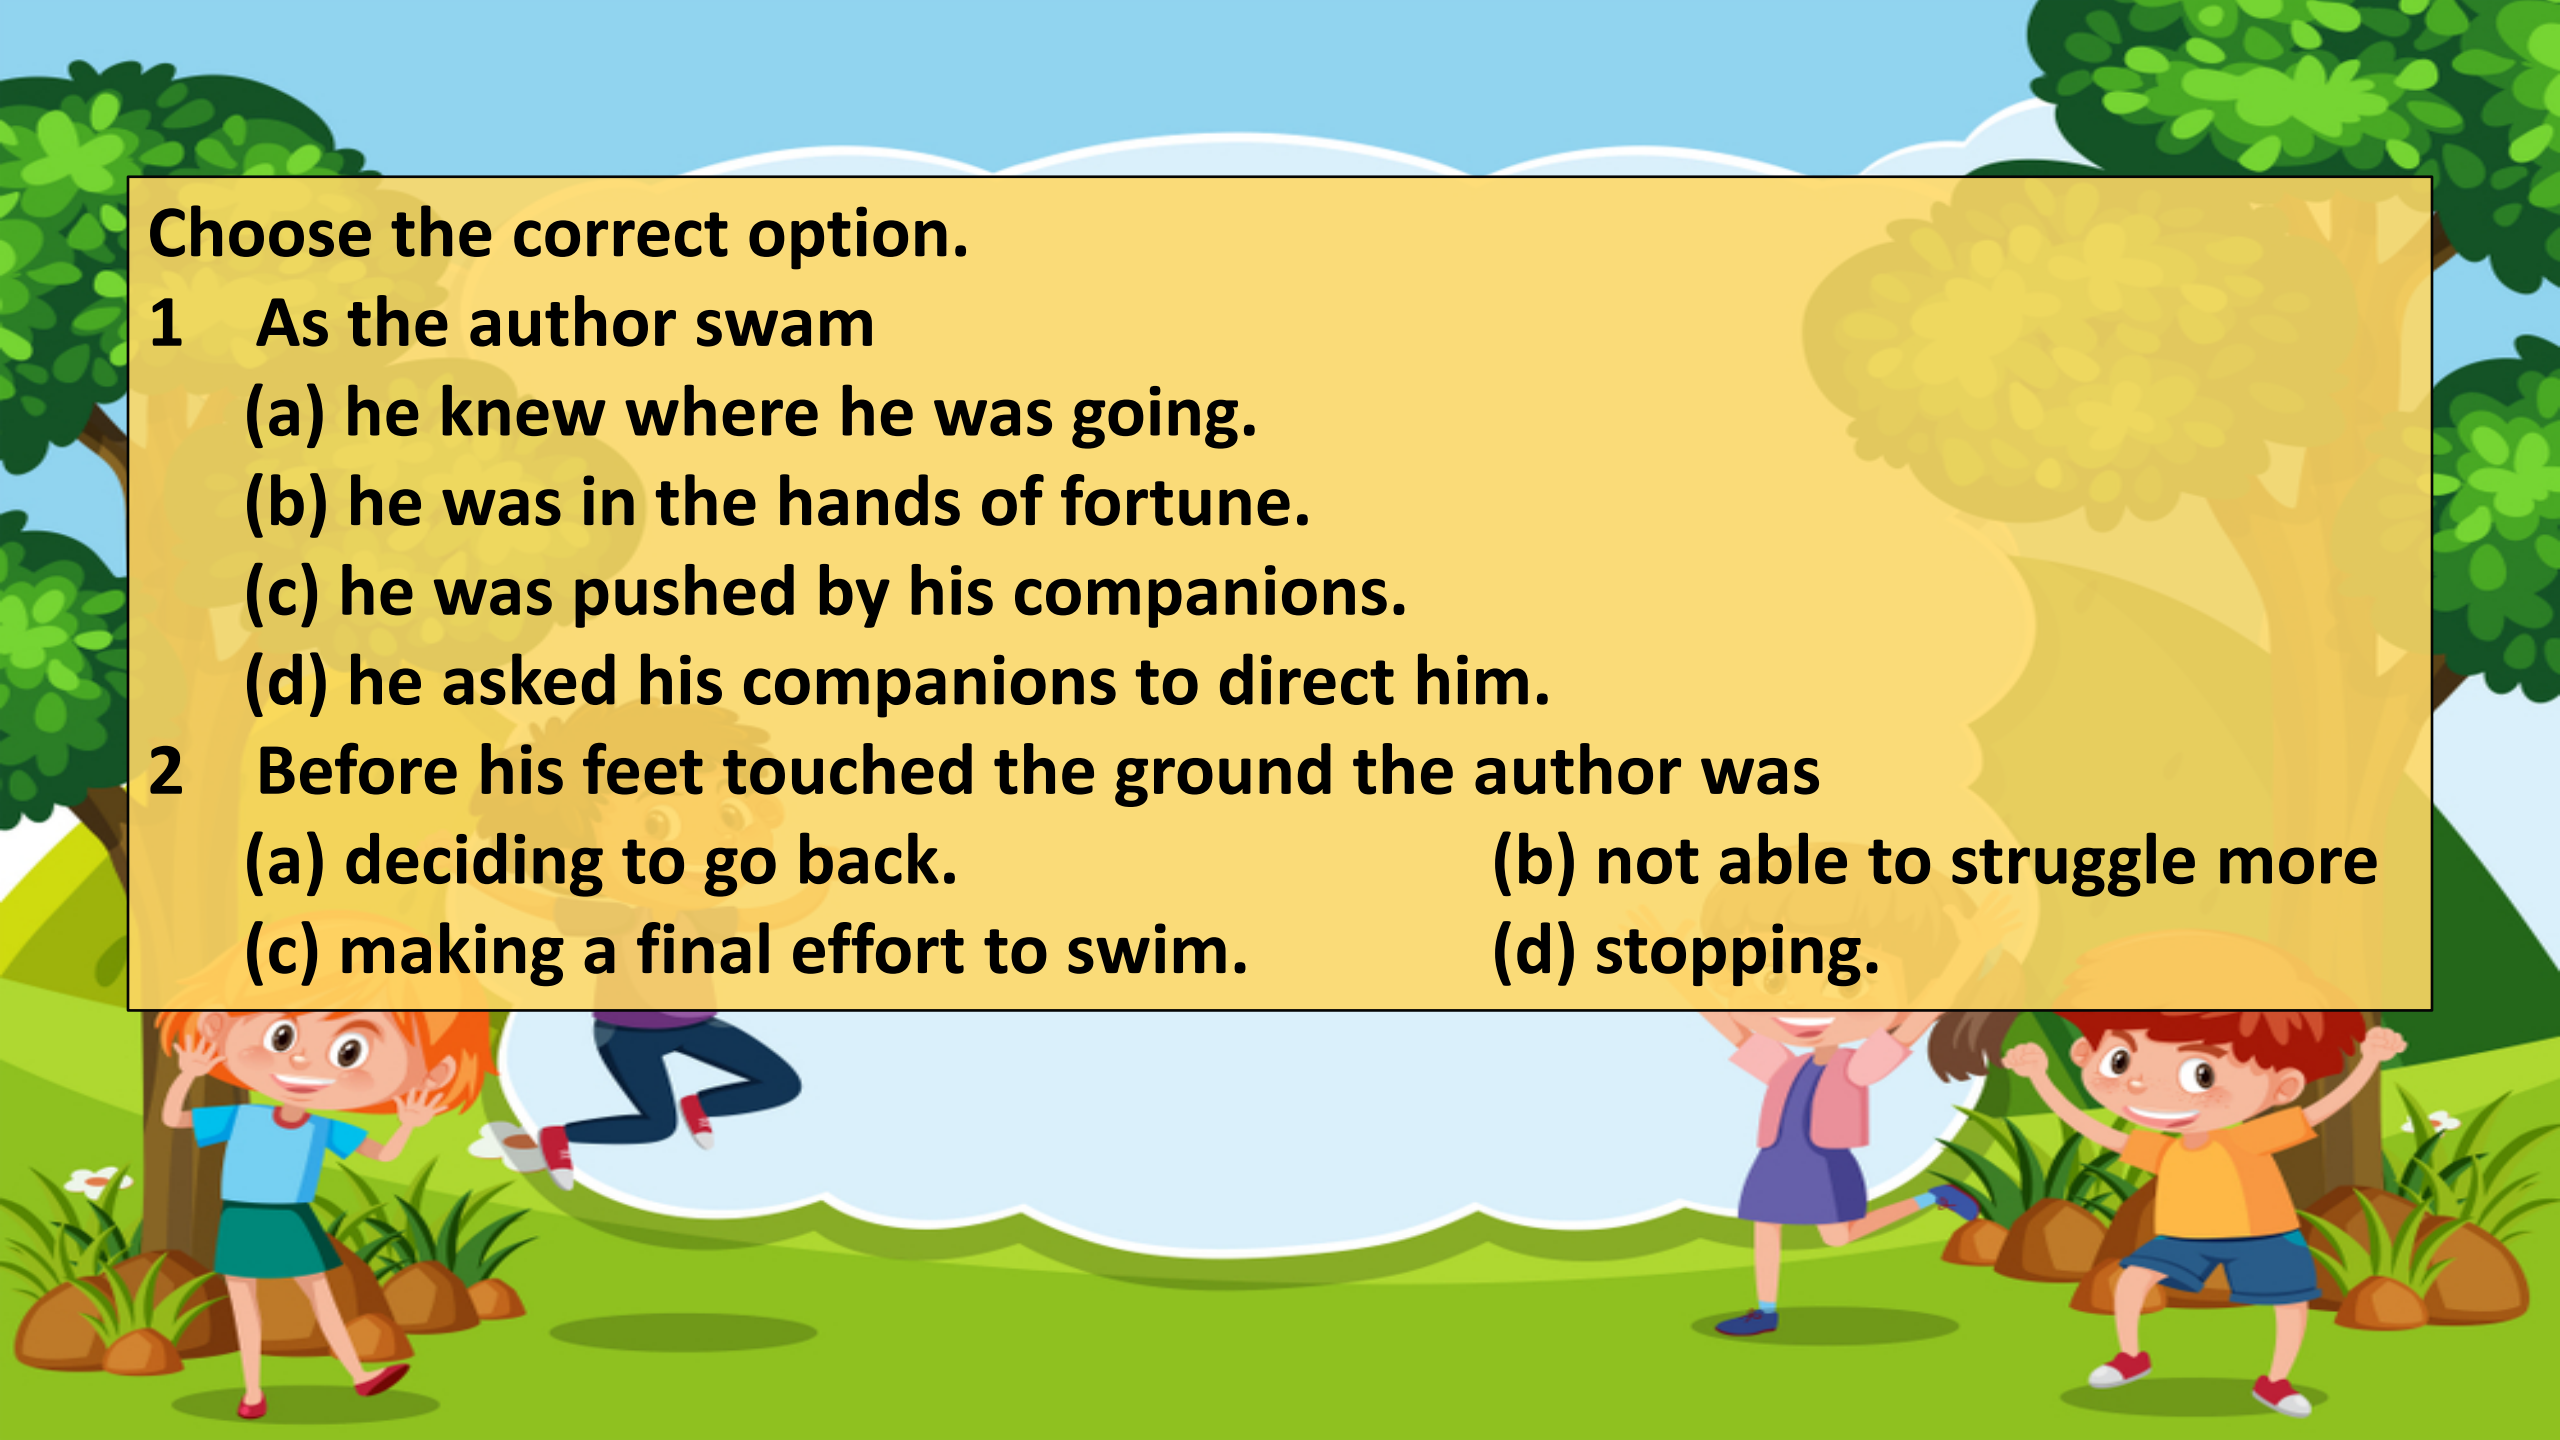 Choose the correct option.
1 As the author swam
(a) he knew where he was going.
(b) he was in the hands of fortune.
(c) he was pushed by his companions.
(d) he asked his companions to direct him.
2 Before his feet touched the ground the author was
(a) deciding to go back. (b) not able to struggle more
(c) making a final effort to swim. (d) stopping.